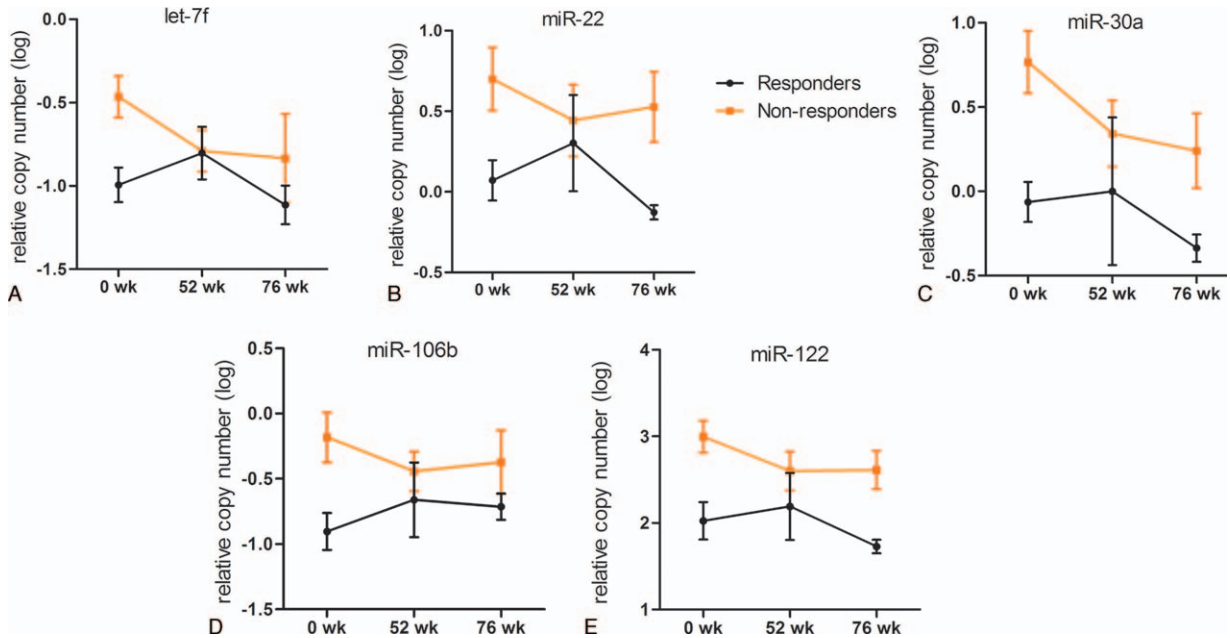 let-7f
relative copy number (log)
0.0
-0.5
-1.0
-1.5
0 wk 52 wk 76 wk
A
miR-22
relative copy number (log)
1.0
0.5
0.0
-0.5
0 wk 52 wk 76 wk
B
Responders
Non-responders
miR-30a
relative copy number (log)
1.0
0.5
0.0
-0.5
0 wk 52 wk 76 wk
C
miR-106b
relative copy number (log)
0.5
0.0
-0.5
-1.0
-1.5
0 wk 52 wk 76 wk
D
miR-122
relative copy number (log)
4
3
2
1
0 wk 52 wk 76 wk
E